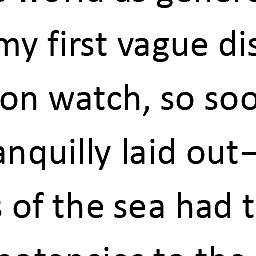 my first vague dis
on watch, so soo
anquilly laid out–
s of the sea had t